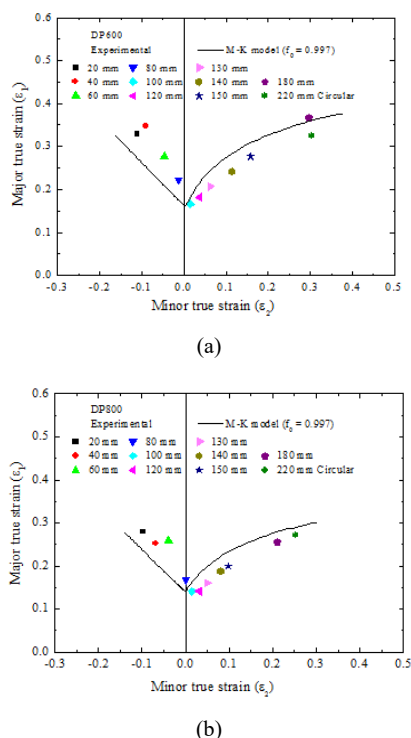 DP600
Experimental
M-K model (f0 = 0.997)
20 mm
80 mm
130 mm
40 mm
100 mm
140 mm
180 mm
60 mm
120 mm
150 mm
220 mm Circular
0.6
0.5
0.4
0.3
0.2
0.1
0.0
Major true strain (ε1)
-0.3 -0.2 -0.1 0.0 0.1 0.2 0.3 0.4 0.5
Minor true strain (ε2)
(a)
DP800
Experimental
M-K model (f0 = 0.997)
20 mm
80 mm
130 mm
40 mm
100 mm
140 mm
180 mm
60 mm
120 mm
150 mm
220 mm Circular
0.6
0.5
0.4
0.3
0.2
0.1
0.0
Major true strain (ε1)
-0.3 -0.2 -0.1 0.0 0.1 0.2 0.3 0.4 0.5
Minor true strain (ε2)
(b)